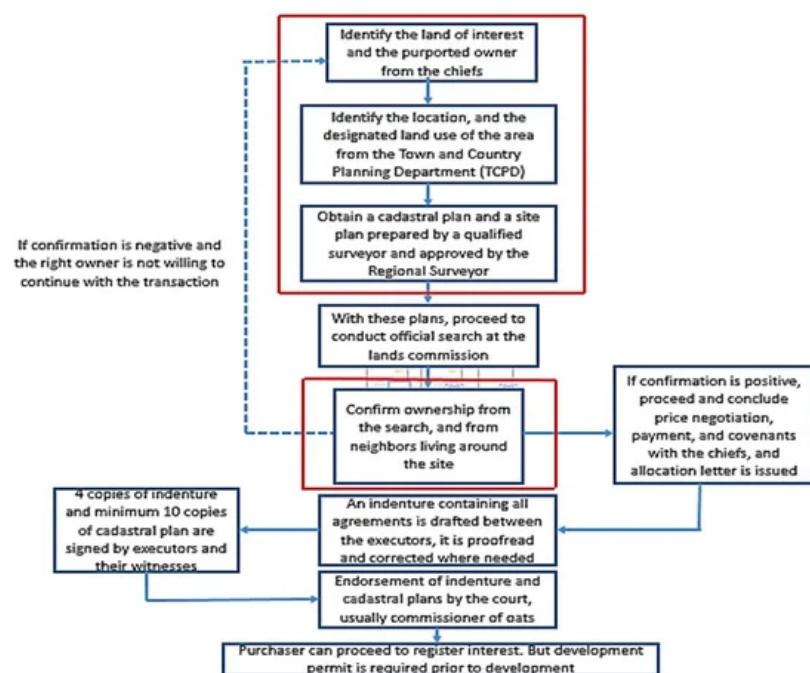 Identify the land of interest
and the purported owner
from the chiefs
Identify the location, and the
designated land use of the area
from the Town and Country
Planning Department (TCPD)
Obtain a cadastral plan and a site
plan prepared by a qualified
surveyor and approved by the
Regional Surveyor
If confirmation is negative and
the right owner is not willing to
continue with the transaction
With these plans, proceed to
conduct official search at the
lands commission
Confirm ownership from
the search, and from
neighbors living around
the site
If confirmation is positive,
proceed and conclude
price negotiation,
payment, and covenants
with the chiefs, and
allocation letter is issued
An indenture containing all
agreements is drafted between
the executors, it is proofread
and corrected where needed
4 copies of indenture
and minimum 10 copies
of cadastral plan are
signed by executors and
their witnesses
Endorsement of indenture and
cadastral plans by the court,
usually commissioner of oats
Purchaser can proceed to register interest. But development
permit is required prior to development